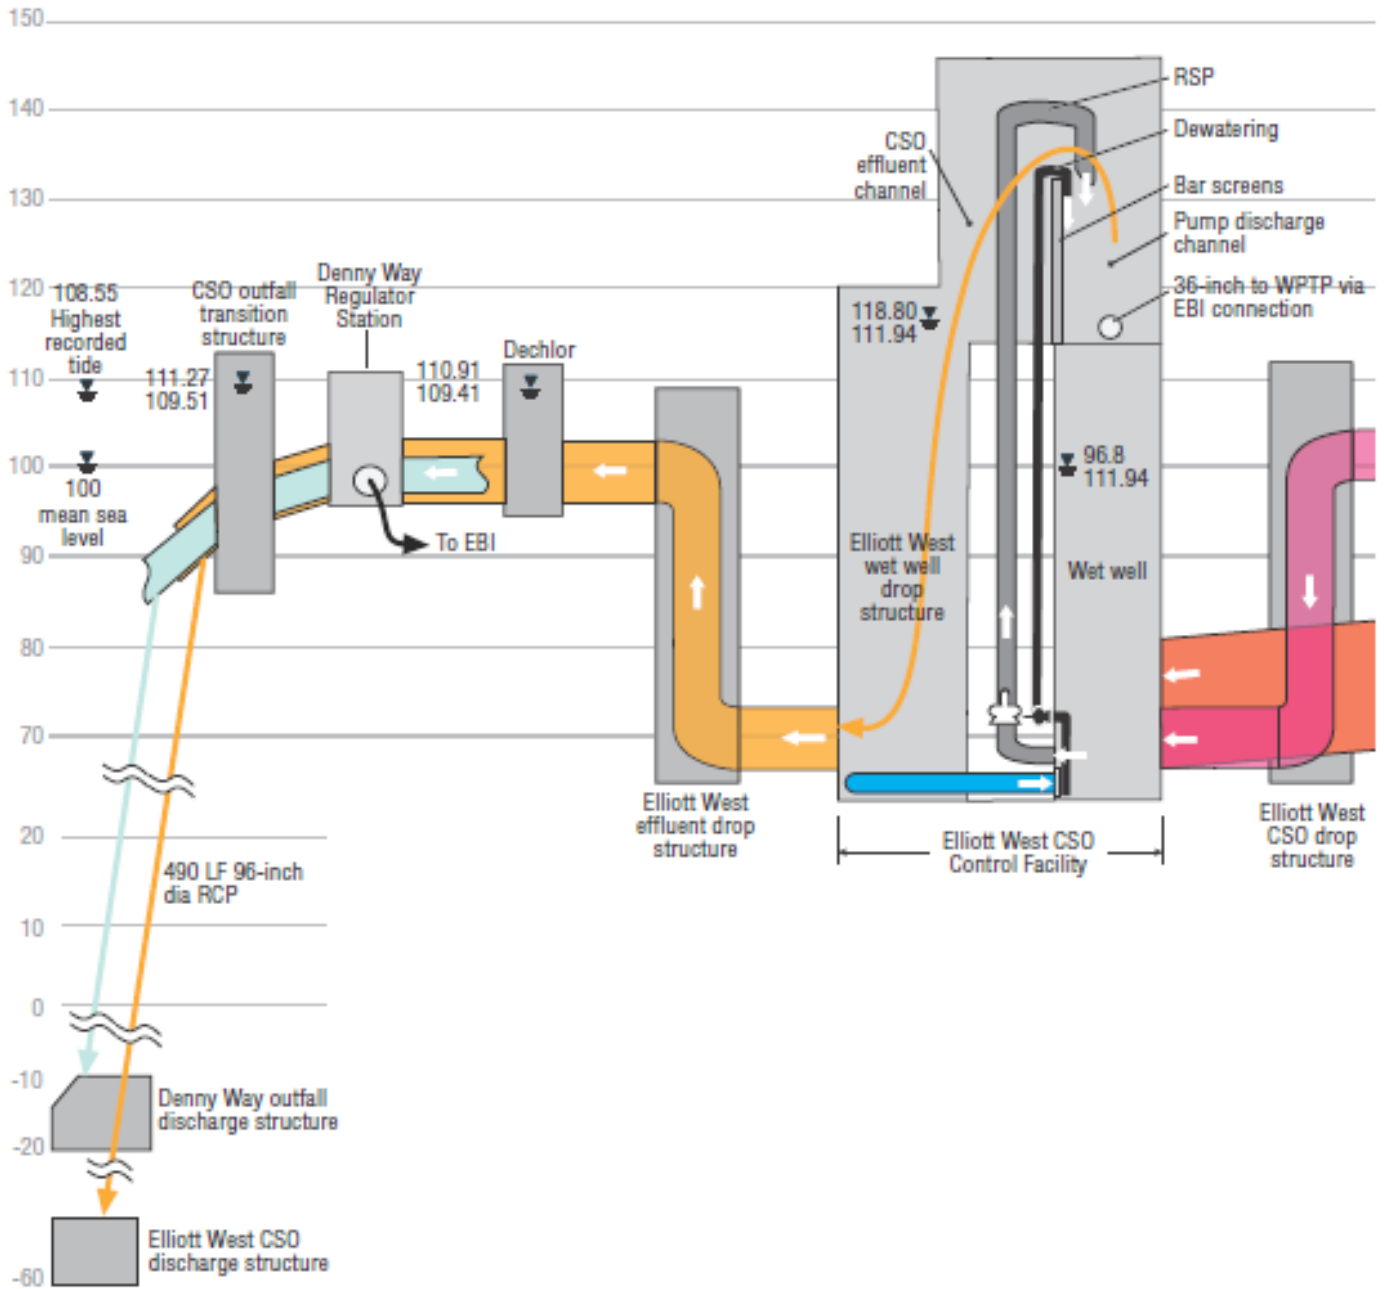 150
140
130
120
110
100
90
80
70
20
10
0
-10
-20
-60
108.55
Highest
recorded
tide
100
mean sea
level
CSO outfall
transition
structure
111.27
109.51
Denny Way
Regulator
Station
110.91
109.41
Dechlor
To EBI
CSO
effluent
channel
118.80
111.94
RSP
Dewatering
Bar screens
Pump discharge
channel
36-inch to WPTP via
EBI connection
96.8
111.94
Elliott West
wet well
drop
structure
Wet well
Elliott West
effluent drop
structure
Elliott West CSO
Control Facility
Elliott West
CSO drop
structure
490 LF 96-inch
dia RCP
Denny Way outfall
discharge structure
Elliott West CSO
discharge structure